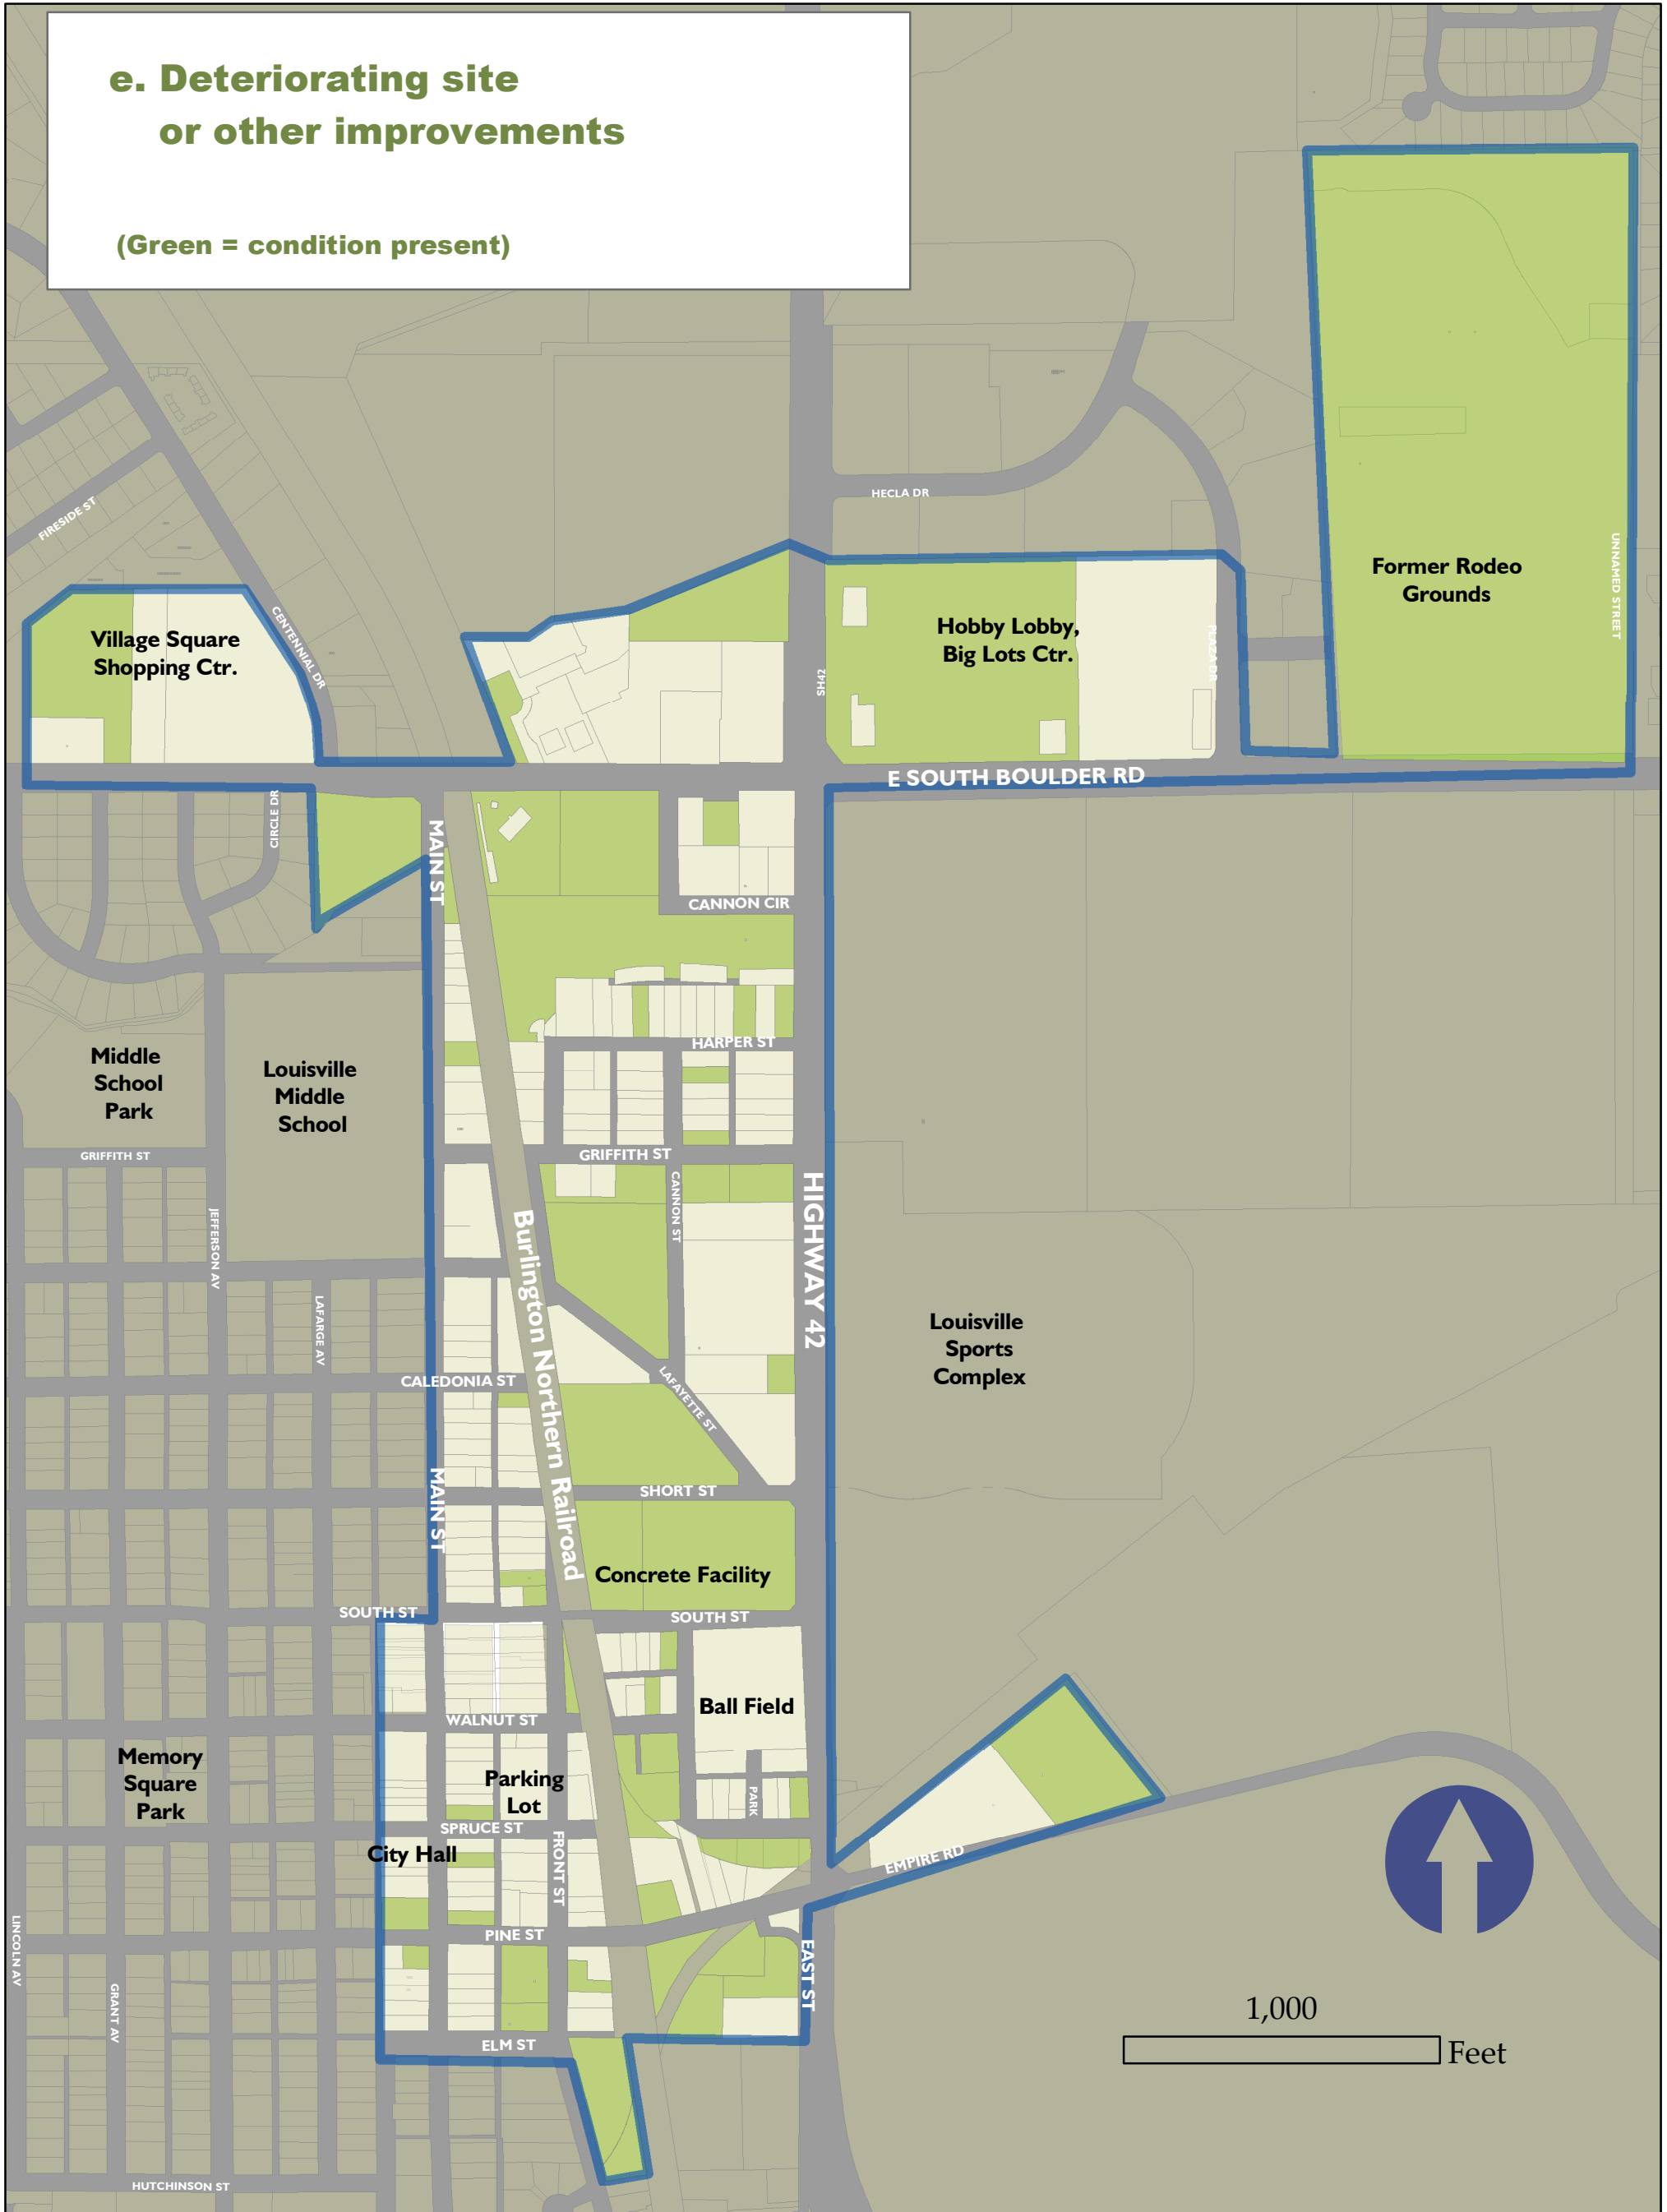 e. Deteriorating site
or other improvements
(Green = condition present)
HECLA DR
FIRESIDE ST
UNNAMED STREET
Former Rodeo
Grounds
CENTENNIAL DR
Village Square
Shopping Ctr.
Hobby Lobby,
Big Lots Ctr.
PLAZA DR
SH42
E SOUTH BOULDER RD
CIRCLE DR
MAIN ST
CANNON CIR
HARPER ST
Middle
School
Park
Louisville
Middle
School
GRIFFITH ST
GRIFFITH ST
CANNON ST
HIGHWAY 42
JEFFERSON AV
LAFARGE AV
Burlington Northern Railroad
Louisville
Sports
Complex
CALEDONIA ST
LAFAYETTE ST
MAIN ST
SHORT ST
Concrete Facility
SOUTH ST
SOUTH ST
Ball Field
WALNUT ST
Memory
Square
Park
Parking
Lot
PARK
SPRUCE ST
FRONT ST
City Hall
EMPIRE RD
LINCOLN AV
PINE ST
EAST ST
GRANT AV
1,000
Feet
ELM ST
HUTCHINSON ST